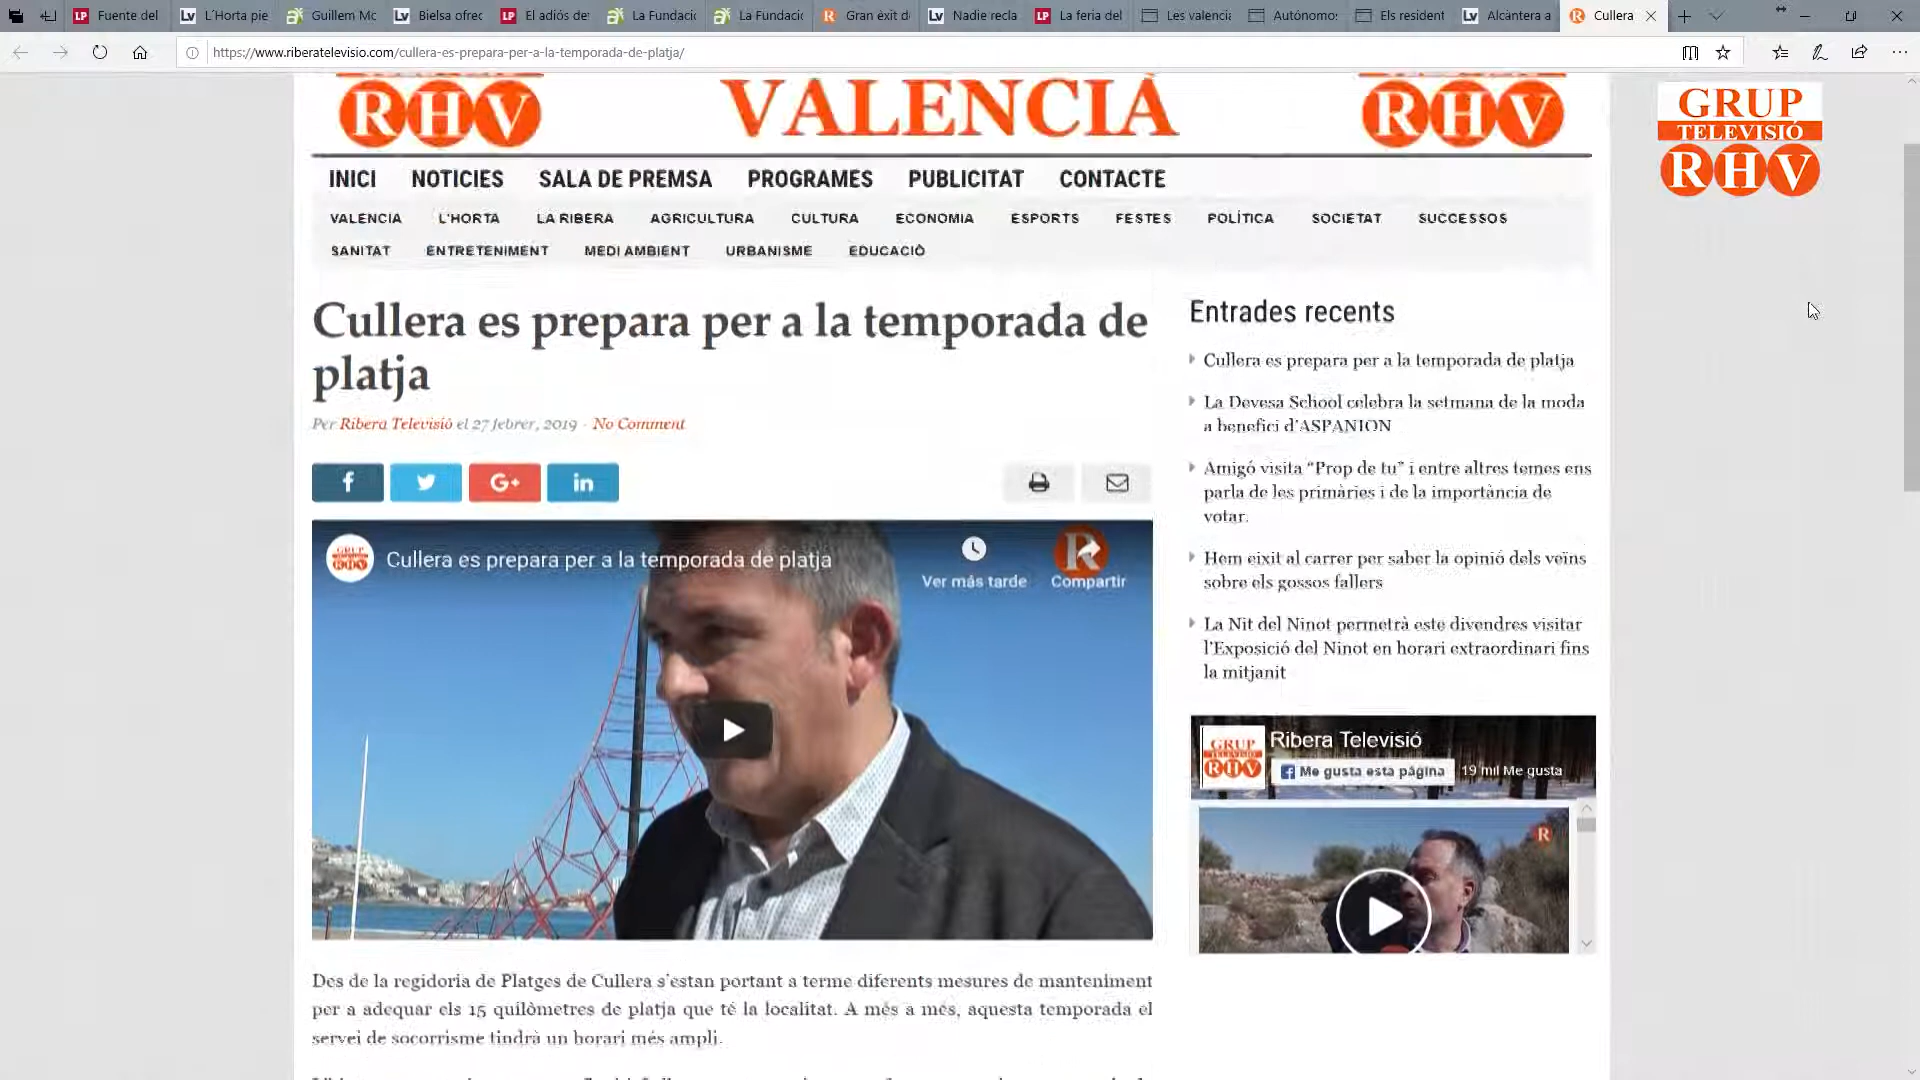 Fuente del
L´Horta pie
Guillem Mc
Bielsa ofrec
El adiós de
La Fundació
La Fundació
Gran èxit d
Nadie recla
La feria del
Les valencia
Autónomos
Els resident
Alcàntera a
Cullera
https://www.riberatelevisio.com/cullera-es-prepara-per-a-la-temporada-de-platja/
RHV
VALENCIÀ
RHV
GRUP
TELEVISIÓ
RHV
INICI NOTICIES SALA DE PREMSA PROGRAMES PUBLICITAT CONTACTE
VALENCIA L'HORTA LA RIBERA AGRICULTURA CULTURA ECONOMIA ESPORTS FESTES POLÍTICA SOCIETAT SUCCESSOS
SANITAT ENTRETENIMENT MEDI AMBIENT URBANISME EDUCACIÒ
Cullera es prepara per a la temporada de
platja
Per Ribera Televisió el 27 febrer, 2019 - No Comment
G+
in
GRUP
RHV
Cullera es prepara per a la temporada de platja
Ver más tarde
Compartir
Des de la regidoria de Platges de Cullera s'estan portant a terme diferents mesures de manteniment
per a adequar els 15 quilòmetres de platja que té la localitat. A més a més, aquesta temporada el
servei de socorrisme tindrà un horari més ampli.
Entrades recents
Cullera es prepara per a la temporada de platja
La Devesa School celebra la setmana de la moda
a benefici d'ASPANION
Amigó visita “Prop de tu” i entre altres temes ens
parla de les primàries i de la importància de
votar.
Hem eixit al carrer per saber la opinió dels veïns
sobre els gossos fallers
La Nit del Ninot permetrà este divendres visitar
l'Exposició del Ninot en horari extraordinari fins
la mitjanit
GRUP
TELEVISIÓ
RHV
Ribera Televisió
Me gusta esta página
19 mil Me gusta